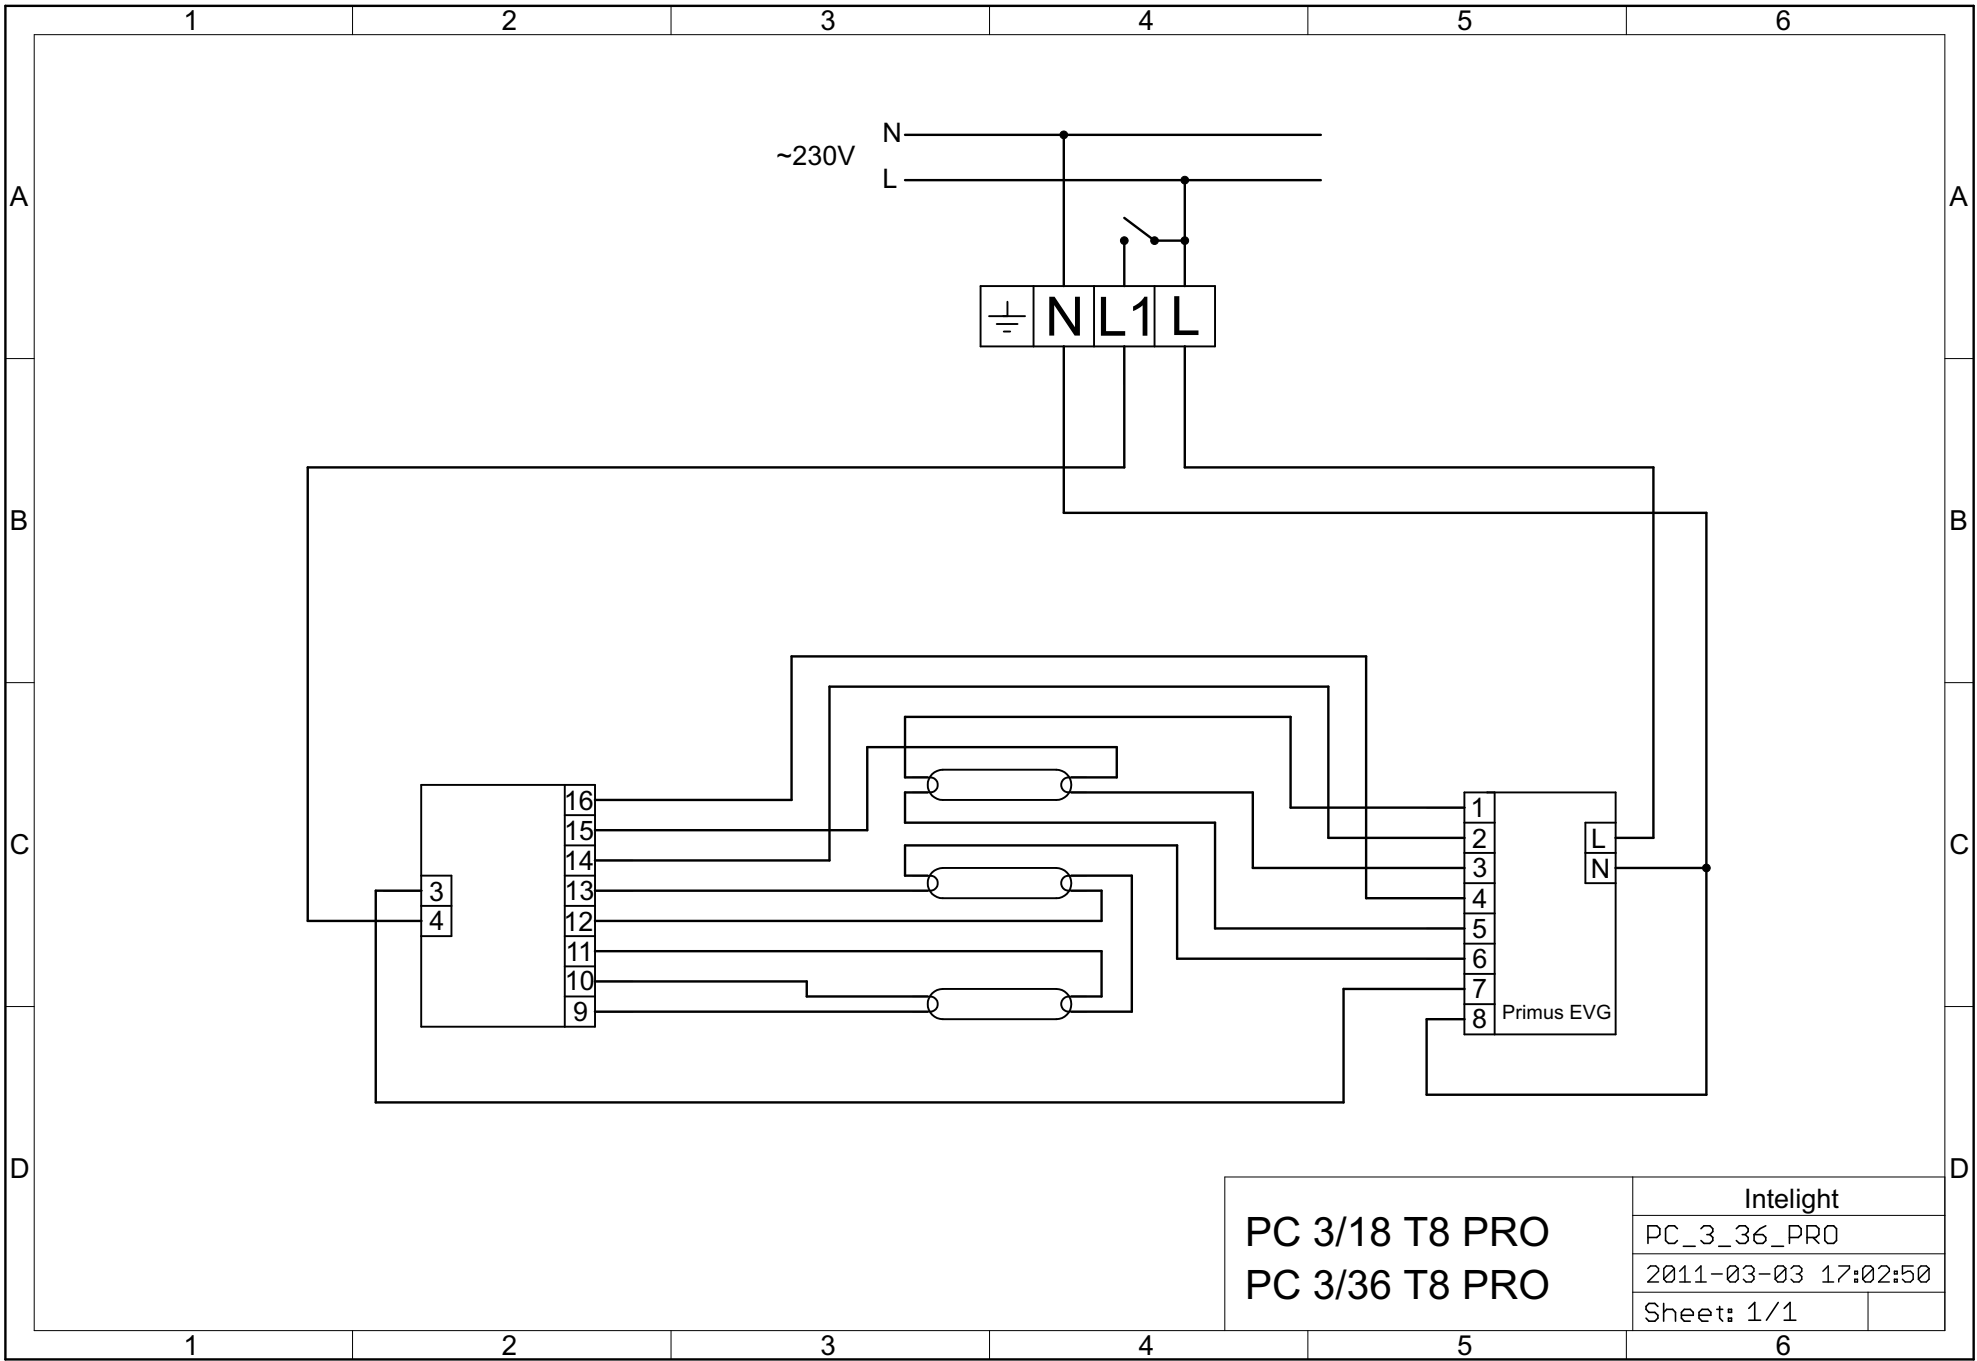 1 2 3 4 5 6
N
~230V
L
A A
N L1 L
B B
16
15
14
13
12
11
10
9
3
4
C C
1
2
3
4
5
6
7
8
L
N
Primus EVG
D D
PC 3/18 T8 PRO
PC 3/36 T8 PRO
Intelight
PC_3_36_PRO
2011-03-03 17:02:50
Sheet: 1/1
1 2 3 4 5 6